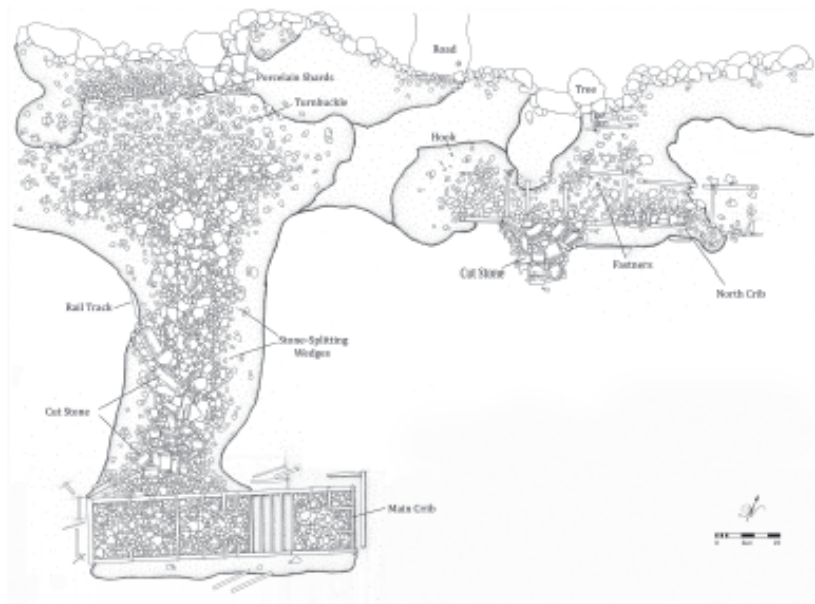 Road
Porcelain Shards
Tree
Turnbuckle
Hook
Cut Stone
Fastners
North Crib
Rail Track
Stone-Splitting
Wedges
Cut Stone
Main Crib
N
0